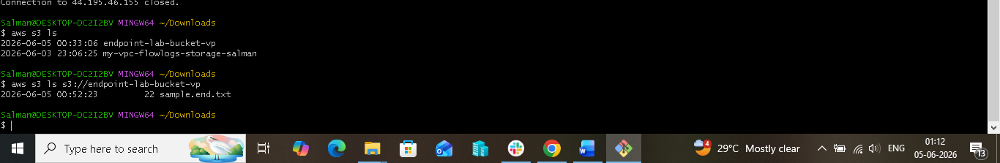 Connection to 44.195.46.155 closed.
Salman@DESKTOP-DC2I2BV MINGW64 ~/Downloads
$ aws s3 ls
2026-06-05 00:33:06 endpoint-lab-bucket-vp
2026-06-03 23:06:25 my-vpc-flowlogs-storage-salman
Salman@DESKTOP-DC2I2BV MINGW64 ~/Downloads
$ aws s3 ls s3://endpoint-lab-bucket-vp
2026-06-05 00:52:23         22 sample.end.txt
Salman@DESKTOP-DC2I2BV MINGW64 ~/Downloads
$
Type here to search
4
29°C Mostly clear
ENG
01:12
05-06-2026
13